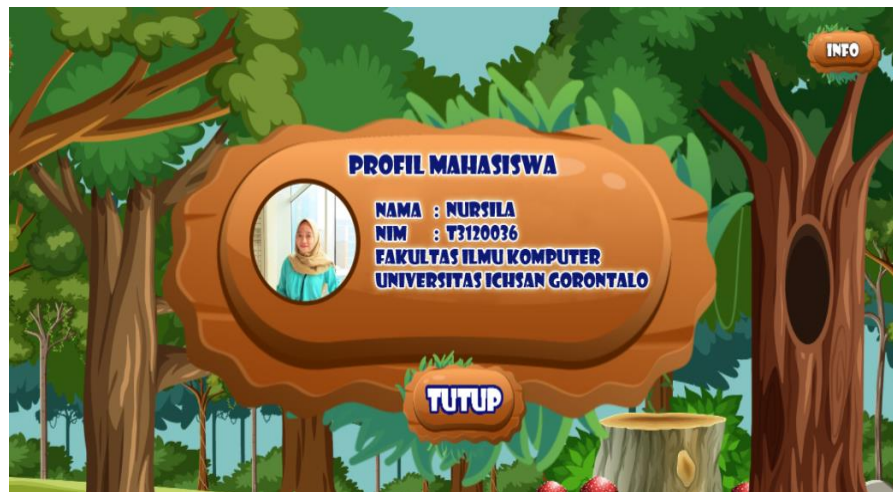 INFO
PROFIL MAHASISWA
NAMA : NURSILA
NIM : T3120036
FAKULTAS ILMU KOMPUTER
UNIVERSITAS ICHSAN GORONTALO
TUTUP